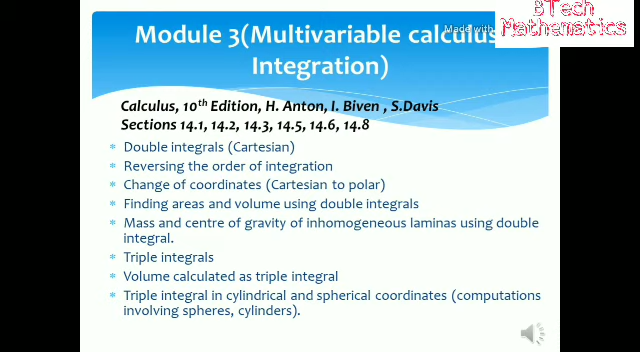 BTech
Mathematics
Made with
Module 3(Multivariable calculus
Integration)
Calculus, 10th Edition, H. Anton, I. Biven , S.Davis
Sections 14.1, 14.2, 14.3, 14.5, 14.6, 14.8
* Double integrals (Cartesian)
* Reversing the order of integration
* Change of coordinates (Cartesian to polar)
* Finding areas and volume using double integrals
* Mass and centre of gravity of inhomogeneous laminas using double
integral.
* Triple integrals
* Volume calculated as triple integral
* Triple integral in cylindrical and spherical coordinates (computations
involving spheres, cylinders).